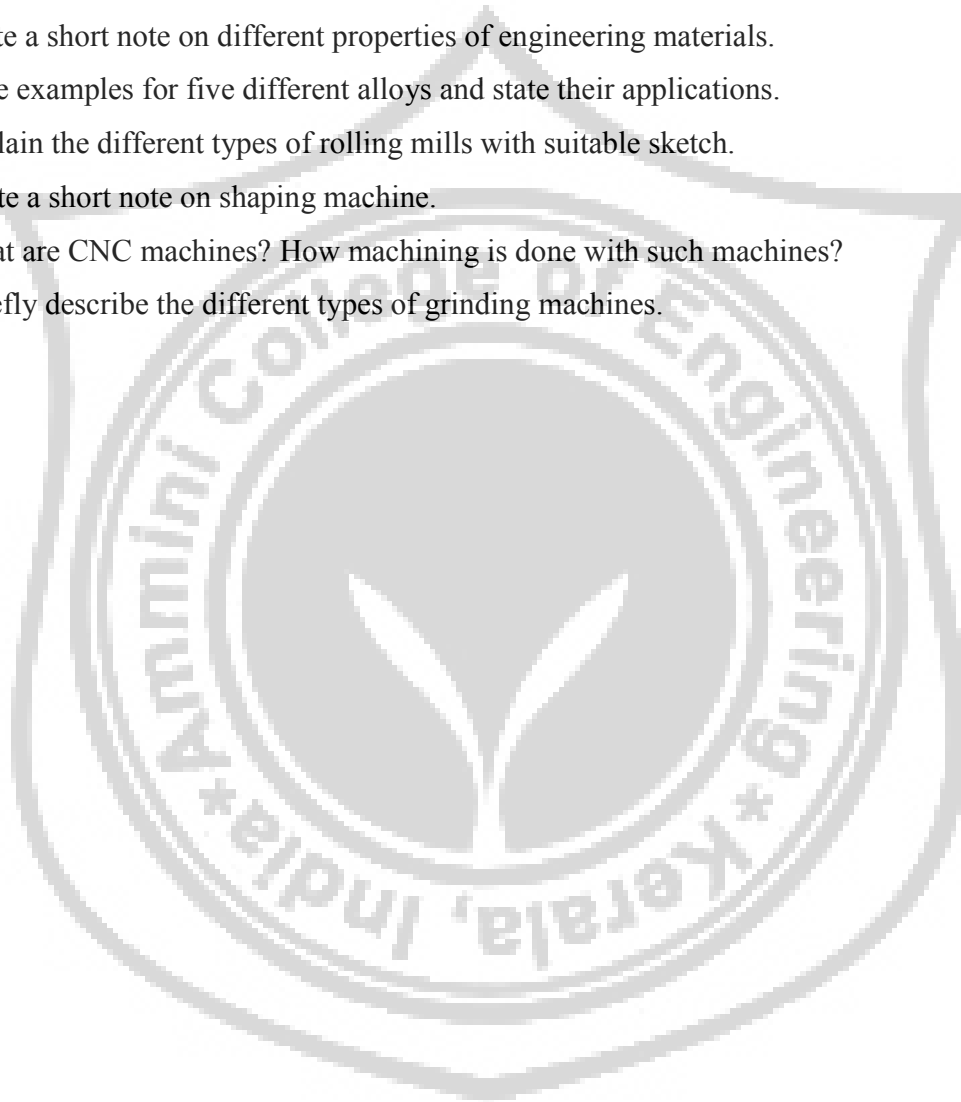 te a short note on different properties of engineering materials.
e examples for five different alloys and state their applications.
lain the different types of rolling mills with suitable sketch.
te a short note on shaping machine.
at are CNC machines? How machining is done with such machines?
efly describe the different types of grinding machines.
*Ammini College of Engineering*
Kerala, India